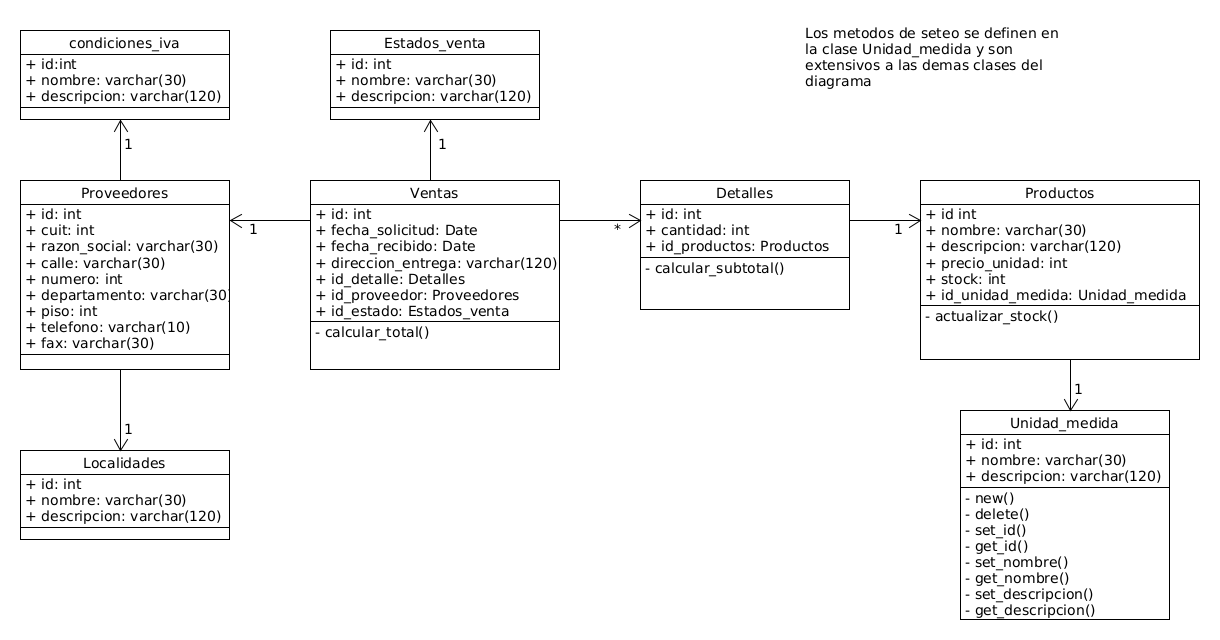 condiciones_iva
+ id:int
+ nombre: varchar(30)
+ descripcion: varchar(120)
Estados_venta
+ id: int
+ nombre: varchar(30)
+ descripcion: varchar(120)
Los metodos de seteo se definen en
la clase Unidad_medida y son
extensivos a las demas clases del
diagrama
1
1
Proveedores
+ id: int
+ cuit: int
+ razon_social: varchar(30)
+ calle: varchar(30)
+ numero: int
+ departamento: varchar(30)
+ piso: int
+ telefono: varchar(10)
+ fax: varchar(30)
1
Ventas
+ id: int
+ fecha_solicitud: Date
+ fecha_recibido: Date
+ direccion_entrega: varchar(120)
+ id_detalle: Detalles
+ id_proveedor: Proveedores
+ id_estado: Estados_venta
- calcular_total()
*
Detalles
+ id: int
+ cantidad: int
+ id_productos: Productos
- calcular_subtotal()
1
Productos
+ id int
+ nombre: varchar(30)
+ descripcion: varchar(120)
+ precio_unidad: int
+ stock: int
+ id_unidad_medida: Unidad_medida
- actualizar_stock()
1
1
Localidades
+ id: int
+ nombre: varchar(30)
+ descripcion: varchar(120)
Unidad_medida
+ id: int
+ nombre: varchar(30)
+ descripcion: varchar(120)
- new()
- delete()
- set_id()
- get_id()
- set_nombre()
- get_nombre()
- set_descripcion()
- get_descripcion()